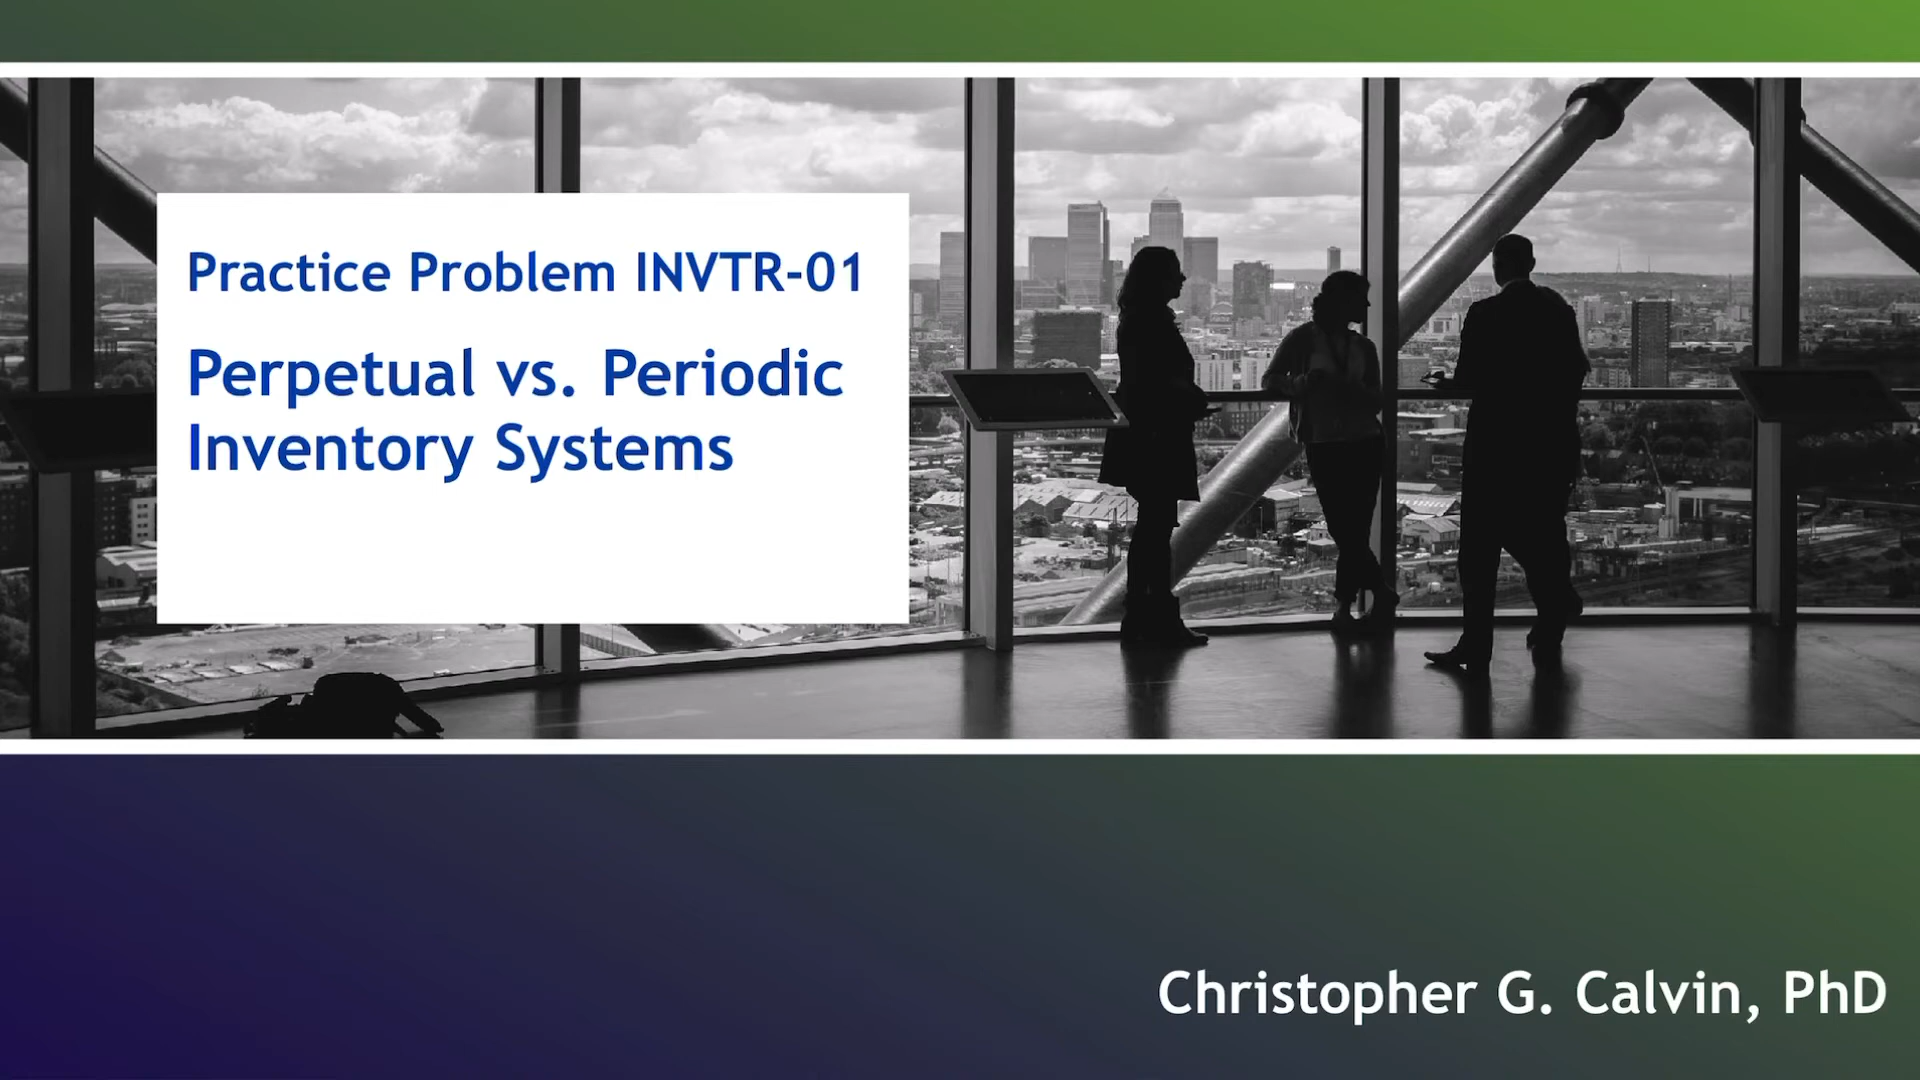 Practice Problem INVTR-01
Perpetual vs. Periodic
Inventory Systems
Christopher G. Calvin, PhD